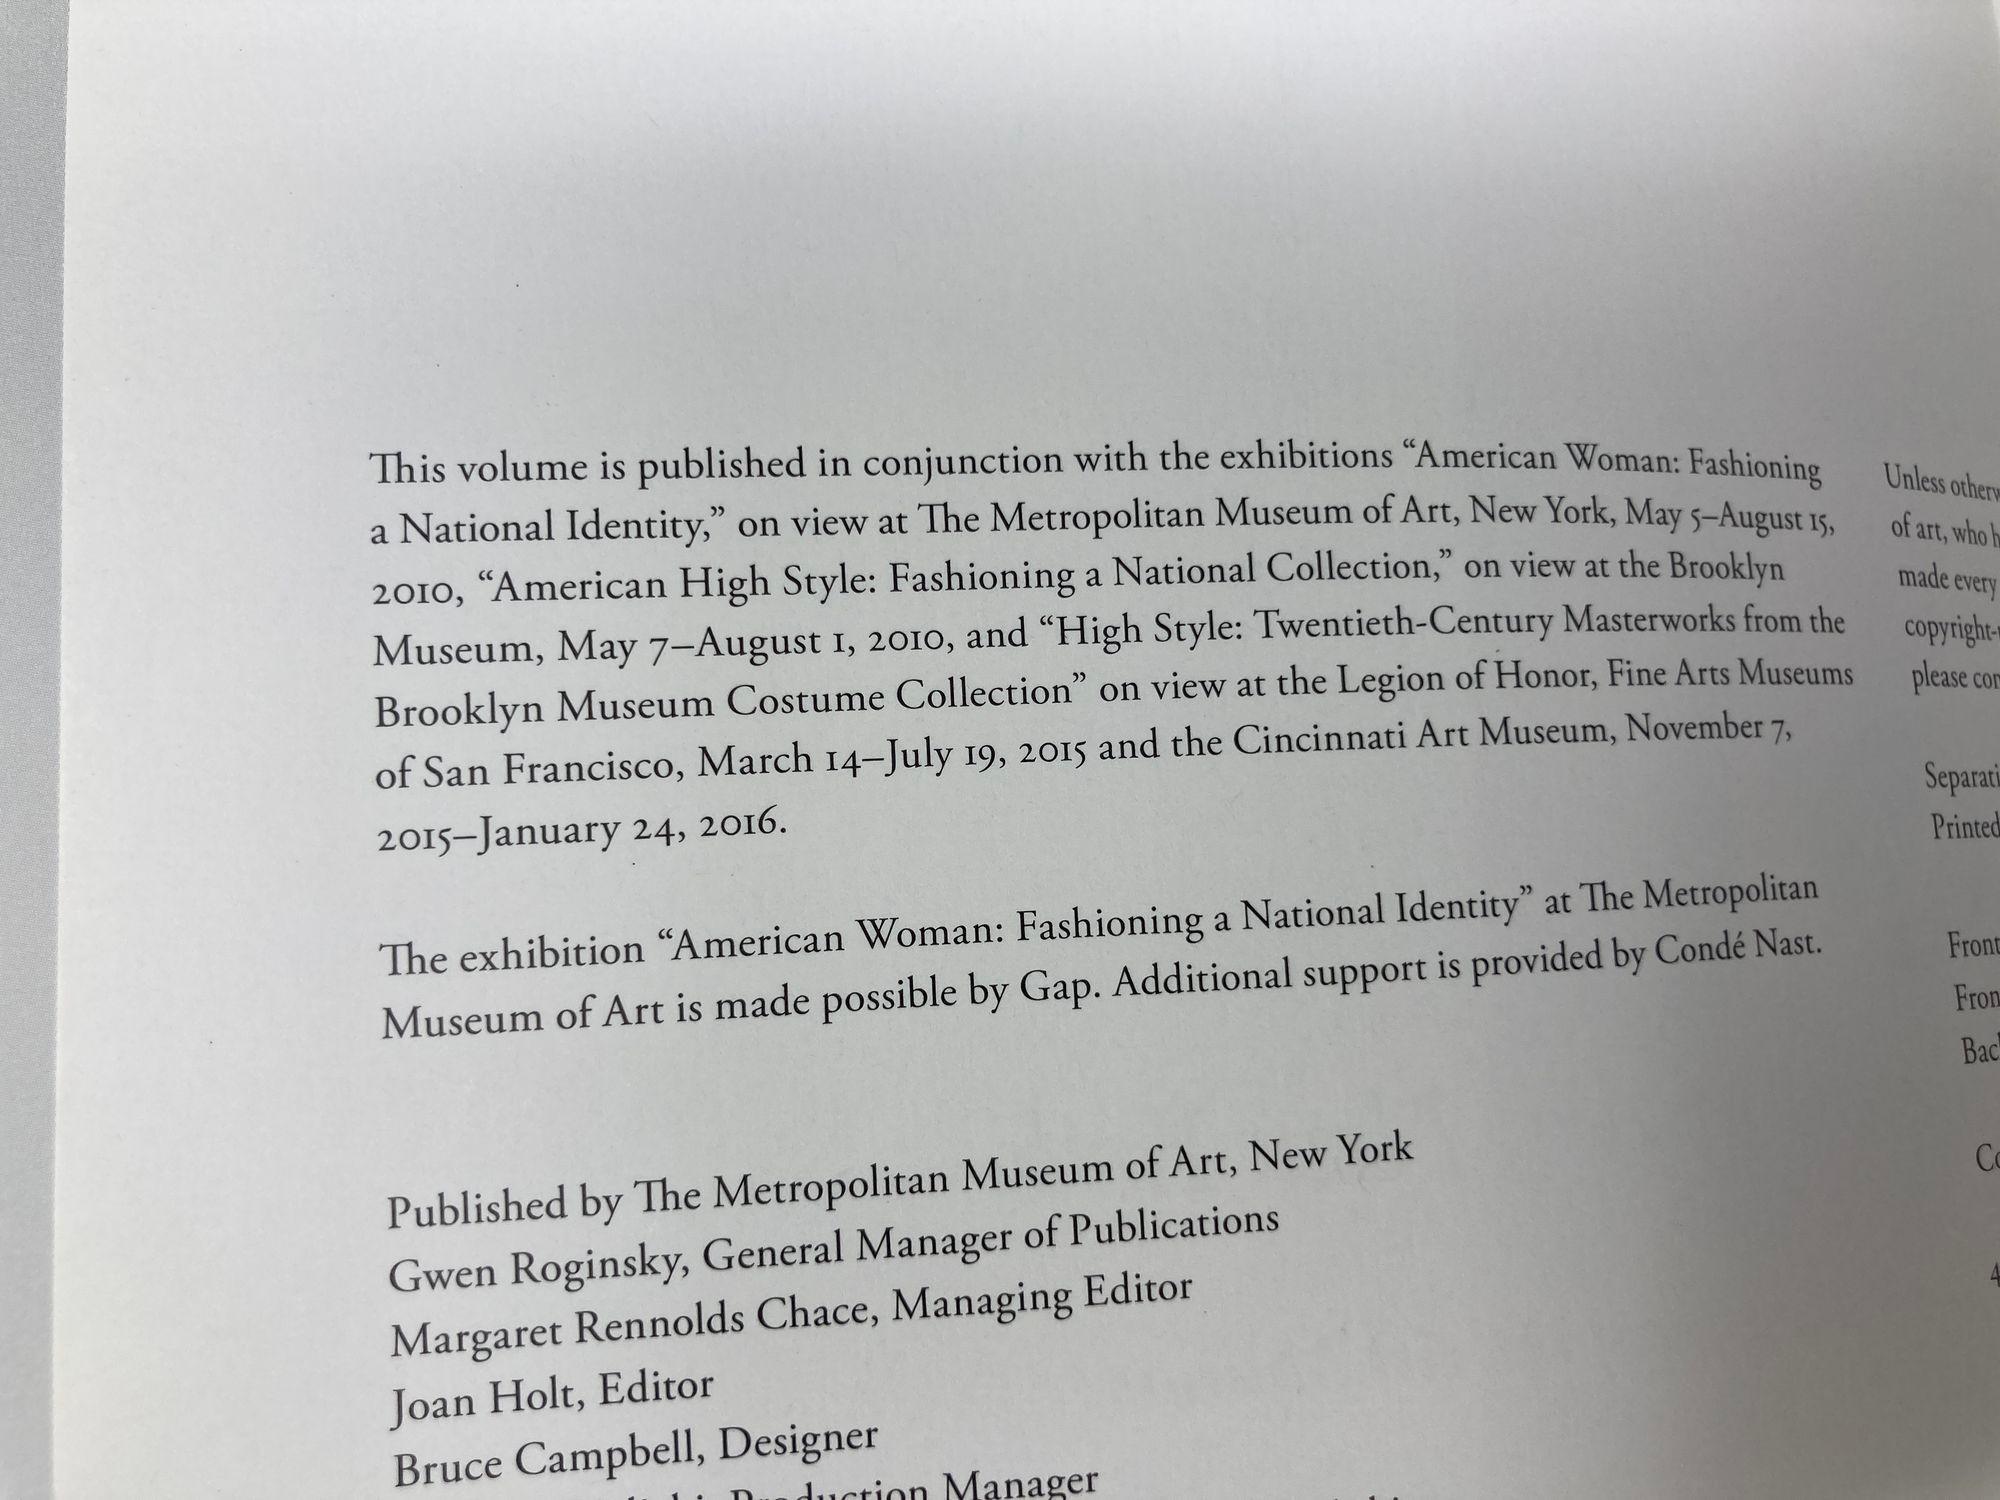 This volume is published in conjunction with the exhibitions “American Woman: Fashioning
a National Identity,” on view at The Metropolitan Museum of Art, New York, May 5–August 15,
2010, “American High Style: Fashioning a National Collection,” on view at the Brooklyn
Museum, May 7–August 1, 2010, and “High Style: Twentieth-Century Masterworks from the
Brooklyn Museum Costume Collection” on view at the Legion of Honor, Fine Arts Museums
of San Francisco, March 14–July 19, 2015 and the Cincinnati Art Museum, November 7,
2015–January 24, 2016.
The exhibition “American Woman: Fashioning a National Identity” at The Metropolitan
Museum of Art is made possible by Gap. Additional support is provided by Condé Nast.
Published by The Metropolitan Museum of Art, New York
Gwen Roginsky, General Manager of Publications
Margaret Rennolds Chace, Managing Editor
Joan Holt, Editor
Bruce Campbell, Designer
Production Manager
Unless
of art, who
made every
copyright-
please
Printed